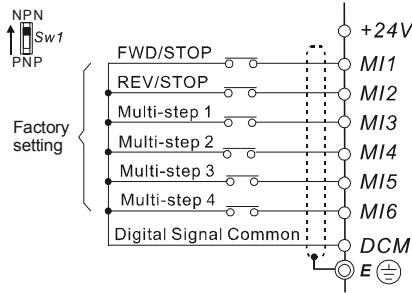 NPN
Sw1
PNP
+24V
FWD/STOP
MI1
REV/STOP
MI2
Multi-step 1
MI3
Factory
setting
Multi-step 2
MI4
Multi-step 3
MI5
Multi-step 4
MI6
Digital Signal Common
DCM
E